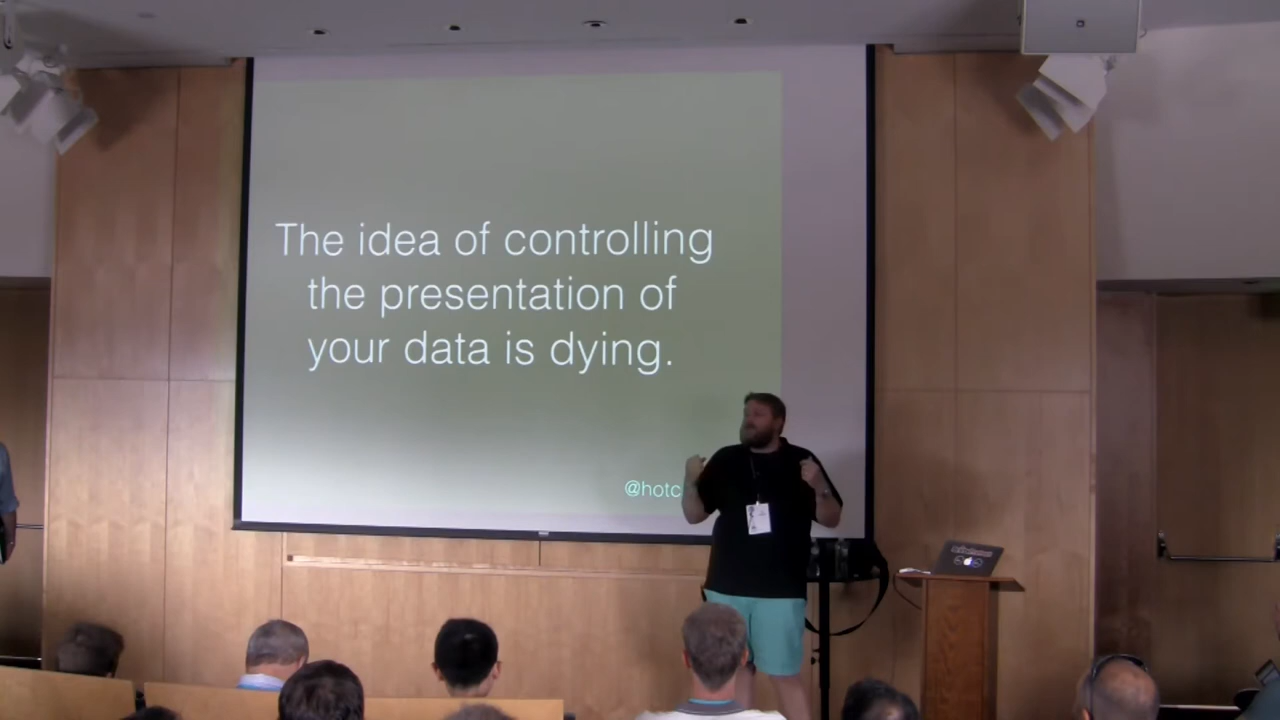 The idea of controlling
the presentation of
your data is dying.
@hotc